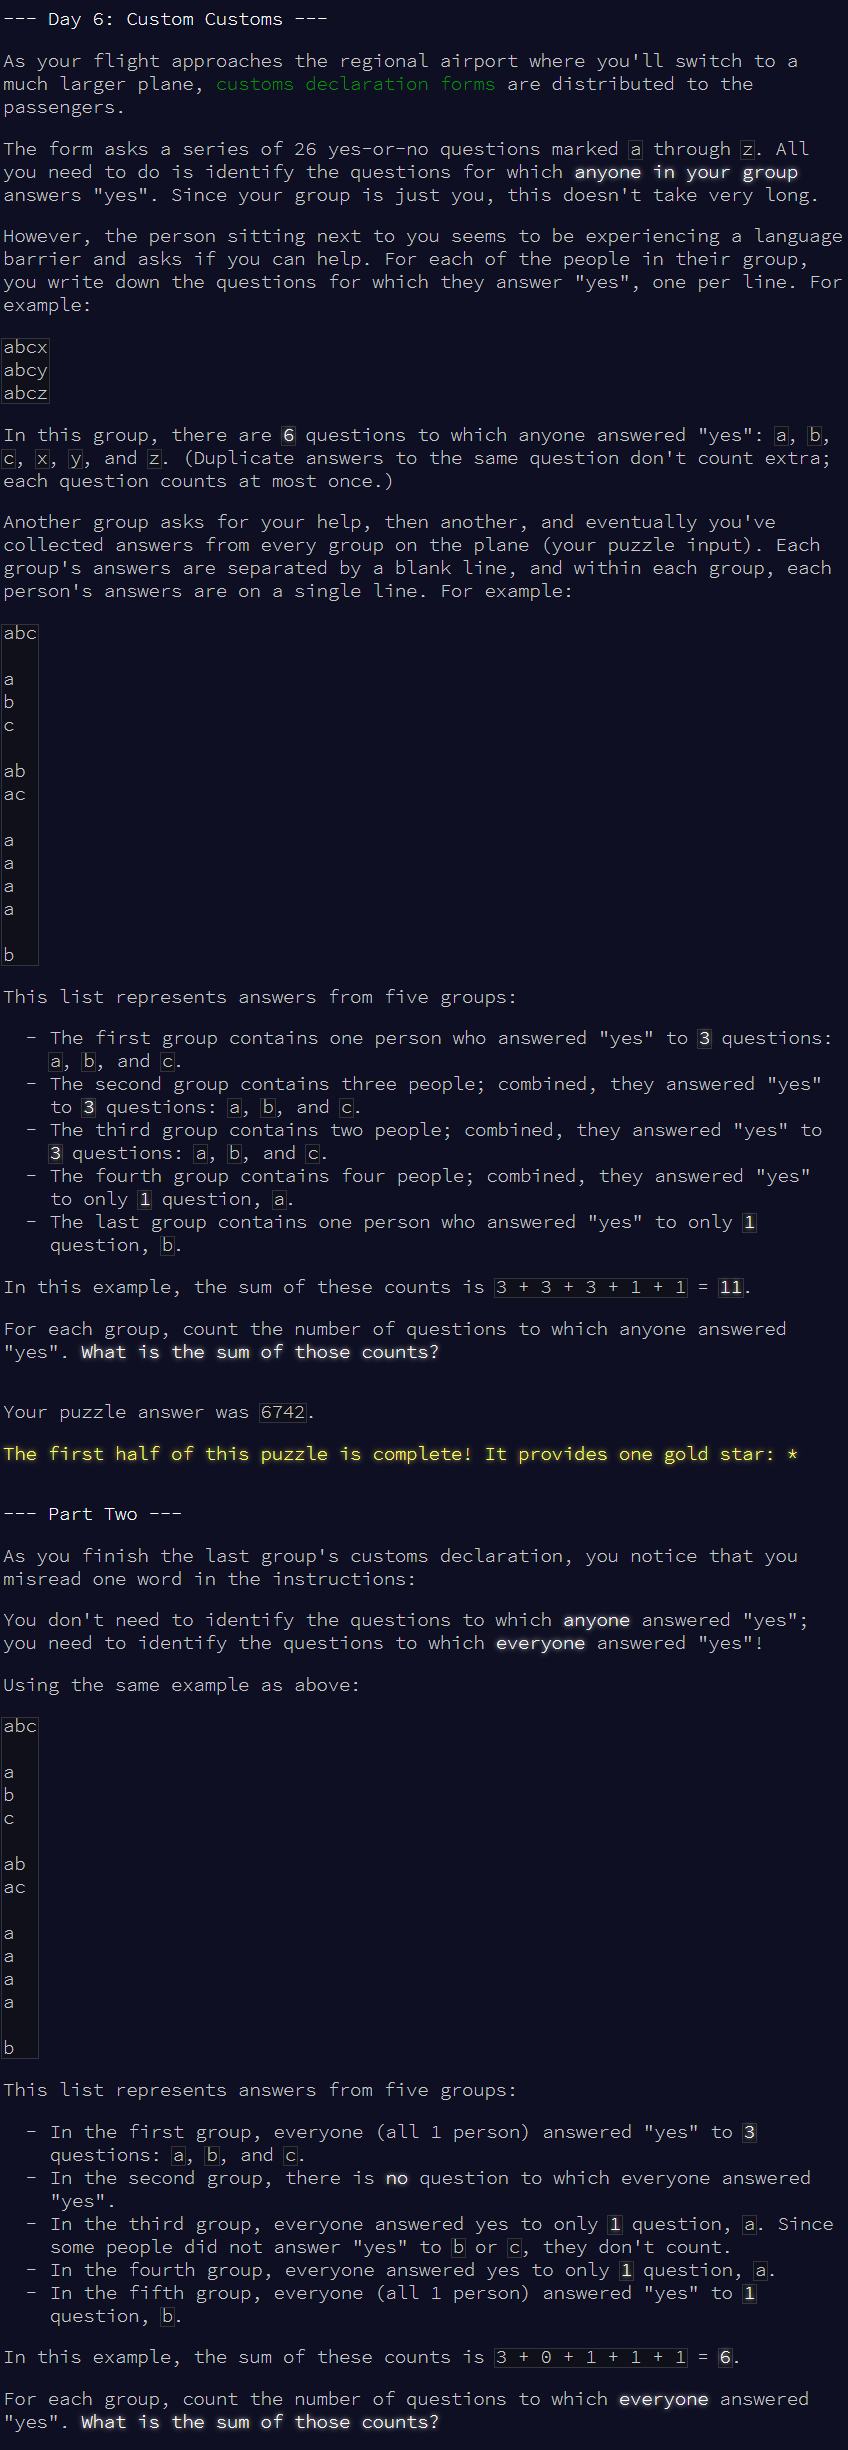 --- Day 6: Custom Customs ---
As your flight approaches the regional airport where you'll switch to a
much larger plane, customs declaration forms are distributed to the
passengers.
The form asks a series of 26 yes-or-no questions marked a through z. All
you need to do is identify the questions for which anyone in your group
answers "yes". Since your group is just you, this doesn't take very long.
However, the person sitting next to you seems to be experiencing a language
barrier and asks if you can help. For each of the people in their group,
you write down the questions for which they answer "yes", one per line. For
example:
abcx
abcy
abcz
In this group, there are 6 questions to which anyone answered "yes": a, b,
c, x, y, and z. (Duplicate answers to the same question don't count extra;
each question counts at most once.)
Another group asks for your help, then another, and eventually you've
collected answers from every group on the plane (your puzzle input). Each
group's answers are separated by a blank line, and within each group, each
person's answers are on a single line. For example:
abc
a
b
c
ab
ac
a
a
a
a
b
This list represents answers from five groups:
- The first group contains one person who answered "yes" to 3 questions:
a, b, and c.
- The second group contains three people; combined, they answered "yes"
to 3 questions: a, b, and c.
- The third group contains two people; combined, they answered "yes" to
3 questions: a, b, and c.
- The fourth group contains four people; combined, they answered "yes"
to only 1 question, a.
- The last group contains one person who answered "yes" to only 1
question, b.
In this example, the sum of these counts is 3 + 3 + 3 + 1 + 1 = 11.
For each group, count the number of questions to which anyone answered
"yes". What is the sum of those counts?
Your puzzle answer was 6742.
The first half of this puzzle is complete! It provides one gold star: *
--- Part Two ---
As you finish the last group's customs declaration, you notice that you
misread one word in the instructions:
You don't need to identify the questions to which anyone answered "yes";
you need to identify the questions to which everyone answered "yes"!
Using the same example as above:
abc
a
b
c
ab
ac
a
a
a
a
b
This list represents answers from five groups:
- In the first group, everyone (all 1 person) answered "yes" to 3
questions: a, b, and c.
- In the second group, there is no question to which everyone answered
"yes".
- In the third group, everyone answered yes to only 1 question, a. Since
some people did not answer "yes" to b or c, they don't count.
- In the fourth group, everyone answered yes to only 1 question, a.
- In the fifth group, everyone (all 1 person) answered "yes" to 1
question, b.
In this example, the sum of these counts is 3 + 0 + 1 + 1 + 1 = 6.
For each group, count the number of questions to which everyone answered
"yes". What is the sum of those counts?